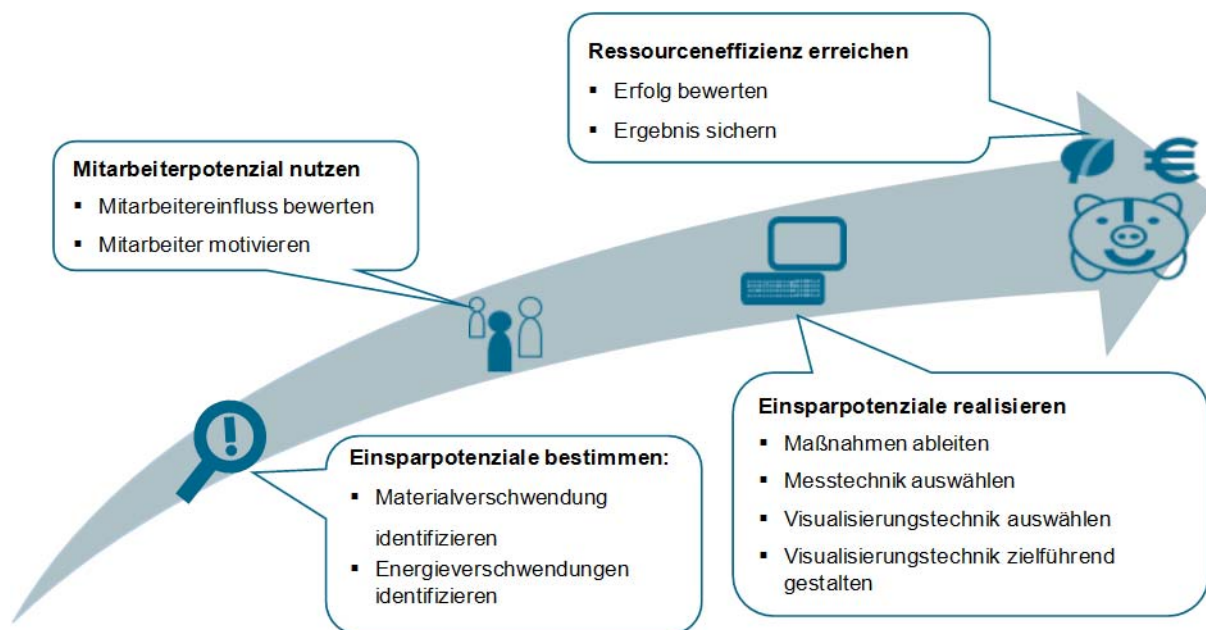 Ressourceneffizienz erreichen
▪ Erfolg bewerten
▪ Ergebnis sichern
Mitarbeiterpotenzial nutzen
▪ Mitarbeitereinfluss bewerten
▪ Mitarbeiter motivieren
Einsparpotenziale bestimmen:
▪ Materialverschwendung
identifizieren
▪ Energieverschwendungen
identifizieren
Einsparpotenziale realisieren
▪ Maßnahmen ableiten
▪ Messtechnik auswählen
▪ Visualisierungstechnik auswählen
▪ Visualisierungstechnik zielführend
gestalten
€
!